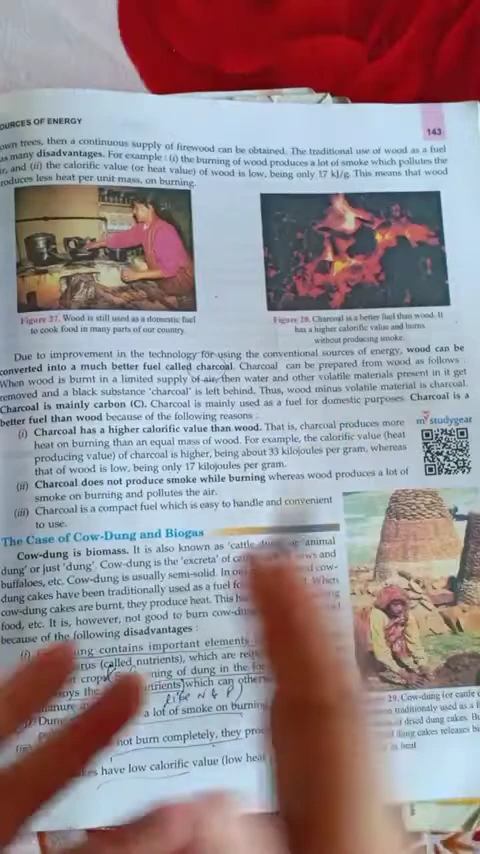 OURCES OF ENERGY
143
own trees, then a continuous supply of firewood can be obtained. The traditional use of wood as a fuel
as many disadvantages. For example : (i) the burning of wood produces a lot of smoke which pollutes the
ir, and (ii) the calorific value (or heat value) of wood is low, being only 17 kJ/g. This means that wood
roduces less heat per unit mass, on burning.
Figure 27. Wood is still used as a domestic fuel
to cook food in many parts of our country.
Figure 28. Charcoal is a better fuel than wood. It
has a higher calorific value and burns
without producing smoke.
Due to improvement in the technology for using the conventional sources of energy, wood can be
converted into a much better fuel called charcoal. Charcoal can be prepared from wood as follows :
When wood is burnt in a limited supply of air, then water and other volatile materials present in it get
removed and a black substance 'charcoal' is left behind. Thus, wood minus volatile material is charcoal.
Charcoal is mainly carbon (C). Charcoal is mainly used as a fuel for domestic purposes. Charcoal is a
better fuel than wood because of the following reasons :
(i) Charcoal has a higher calorific value than wood. That is, charcoal produces more
heat on burning than an equal mass of wood. For example, the calorific value (heat
producing value) of charcoal is higher, being about 33 kilojoules per gram, whereas
that of wood is low, being only 17 kilojoules per gram.
(ii) Charcoal does not produce smoke while burning whereas wood produces a lot of
smoke on burning and pollutes the air.
(iii) Charcoal is a compact fuel which is easy to handle and convenient
to use.
m studygear
The Case of Cow-Dung and Biogas
Cow-dung is biomass. It is also known as 'cattle 'animal
dung' or just 'dung'. Cow-dung is the 'excreta' of and
buffaloes, etc. Cow-dung is usually semi-solid. In cow-
dung cakes have been traditionally used as a fuel When
cow-dung cakes are burnt, they produce heat. This
food, etc. It is, however, not good to burn
because of the following disadvantages :
contains important elements
(called nutrients), which are
crops. of dung in the
nutrients) which can
like N & P)
a lot of smoke on burning
not burn completely, they
have low calorific value (low heat
29. Cow-dung (or cattle
traditionally used as a
of dried dung cakes.
dung cakes releases
heat